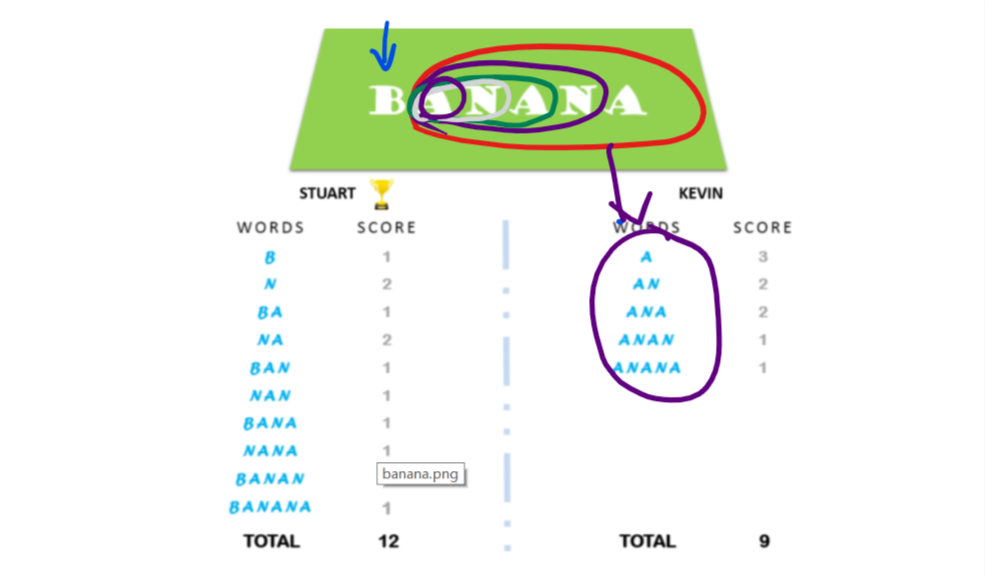 BANANA
STUART KEVIN
WORDS SCORE WORDS SCORE
B 1 A 3
N 2 AN 2
BA 1 ANA 2
NA 2 ANAN 1
BAN 1 ANANA 1
NAN 1
BANA 1
NANA 1
BANAN
banana.png
BANANA 1
TOTAL 12 TOTAL 9